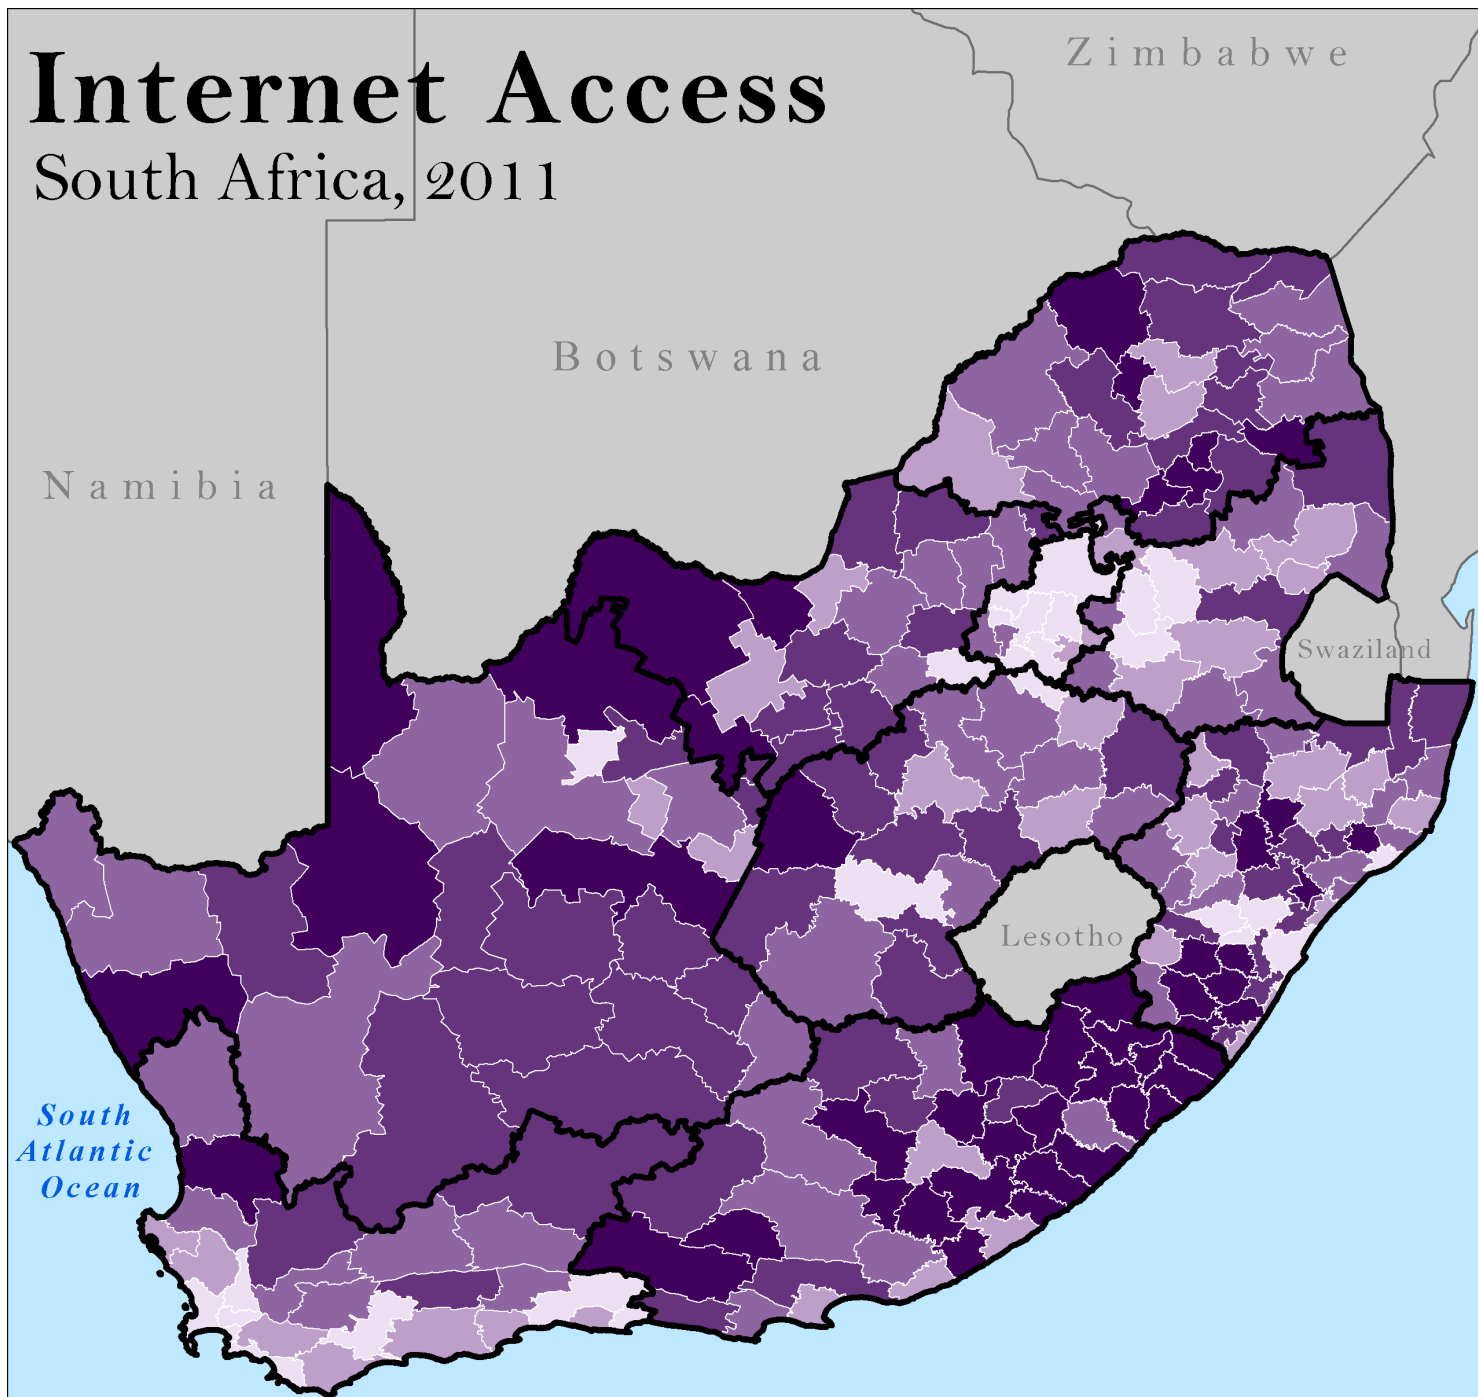 Internet Access
South Africa, 2011
Zimbabwe
Botswana
Namibia
Swaziland
Lesotho
South
Atlantic
Ocean